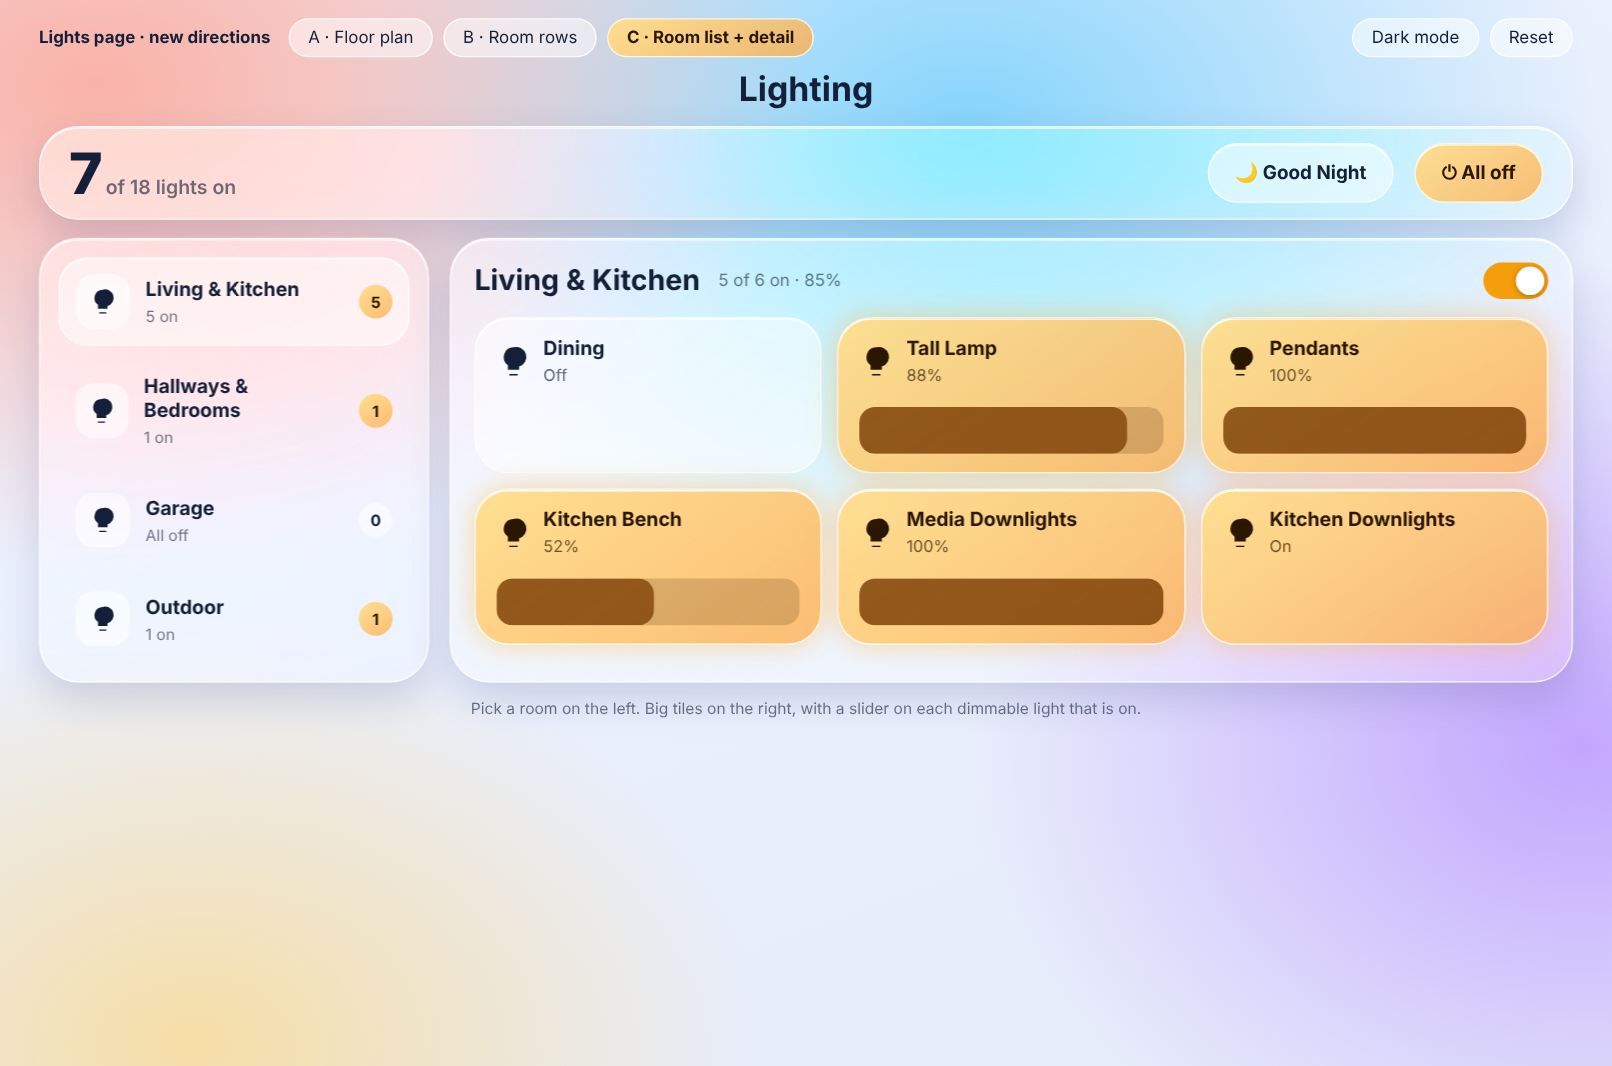 Lights page · new directions
A · Floor plan
B · Room rows
C · Room list + detail
Dark mode
Reset
Lighting
7 of 18 lights on
🌙 Good Night
⏻ All off
Living & Kitchen
5 on
5
Hallways &
Bedrooms
1 on
1
Garage
All off
0
Outdoor
1 on
1
Living & Kitchen
5 of 6 on · 85%
Dining
Off
Tall Lamp
88%
Pendants
100%
Kitchen Bench
52%
Media Downlights
100%
Kitchen Downlights
On
Pick a room on the left. Big tiles on the right, with a slider on each dimmable light that is on.